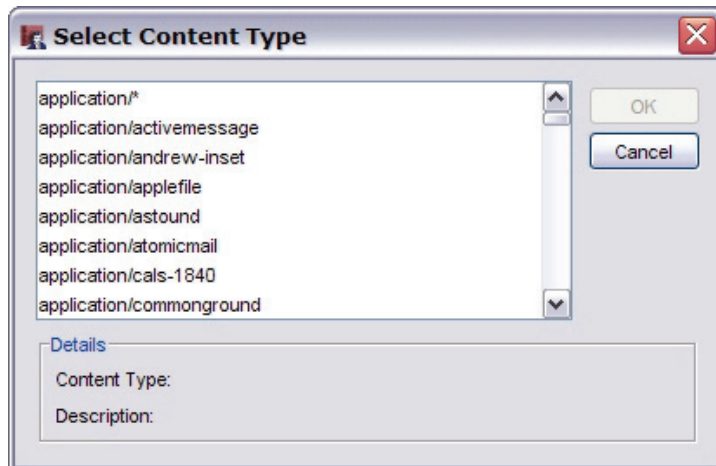 Select Content Type
application/*
application/activemessage
application/andrew-inset
application/applefile
application/astound
application/atomicmail
application/cals-1840
application/commonground
OK
Cancel
Details
Content Type:
Description: